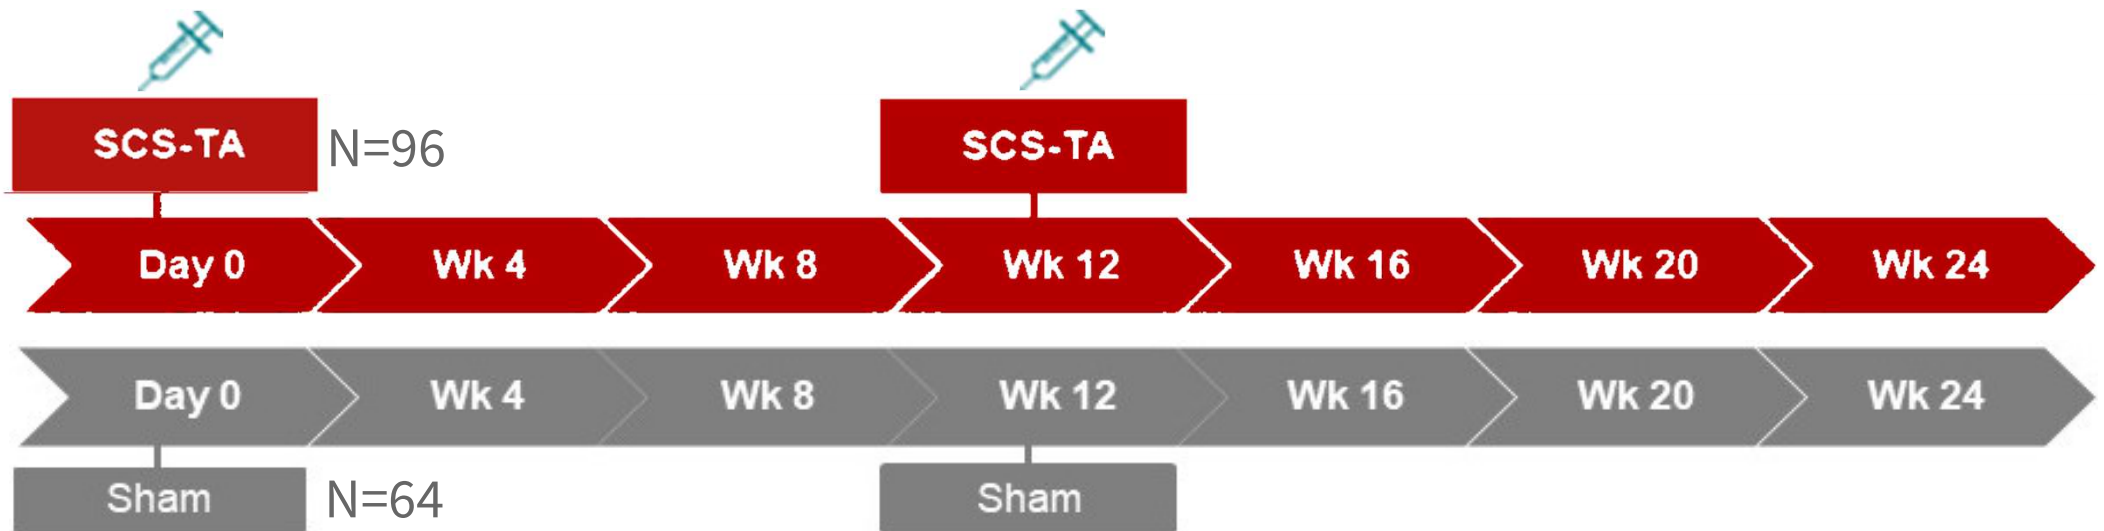 SCS-TA N=96 SCS-TA
Day 0 Wk 4 Wk 8 Wk 12 Wk 16 Wk 20 Wk 24
Day 0 Wk 4 Wk 8 Wk 12 Wk 16 Wk 20 Wk 24
Sham N=64 Sham